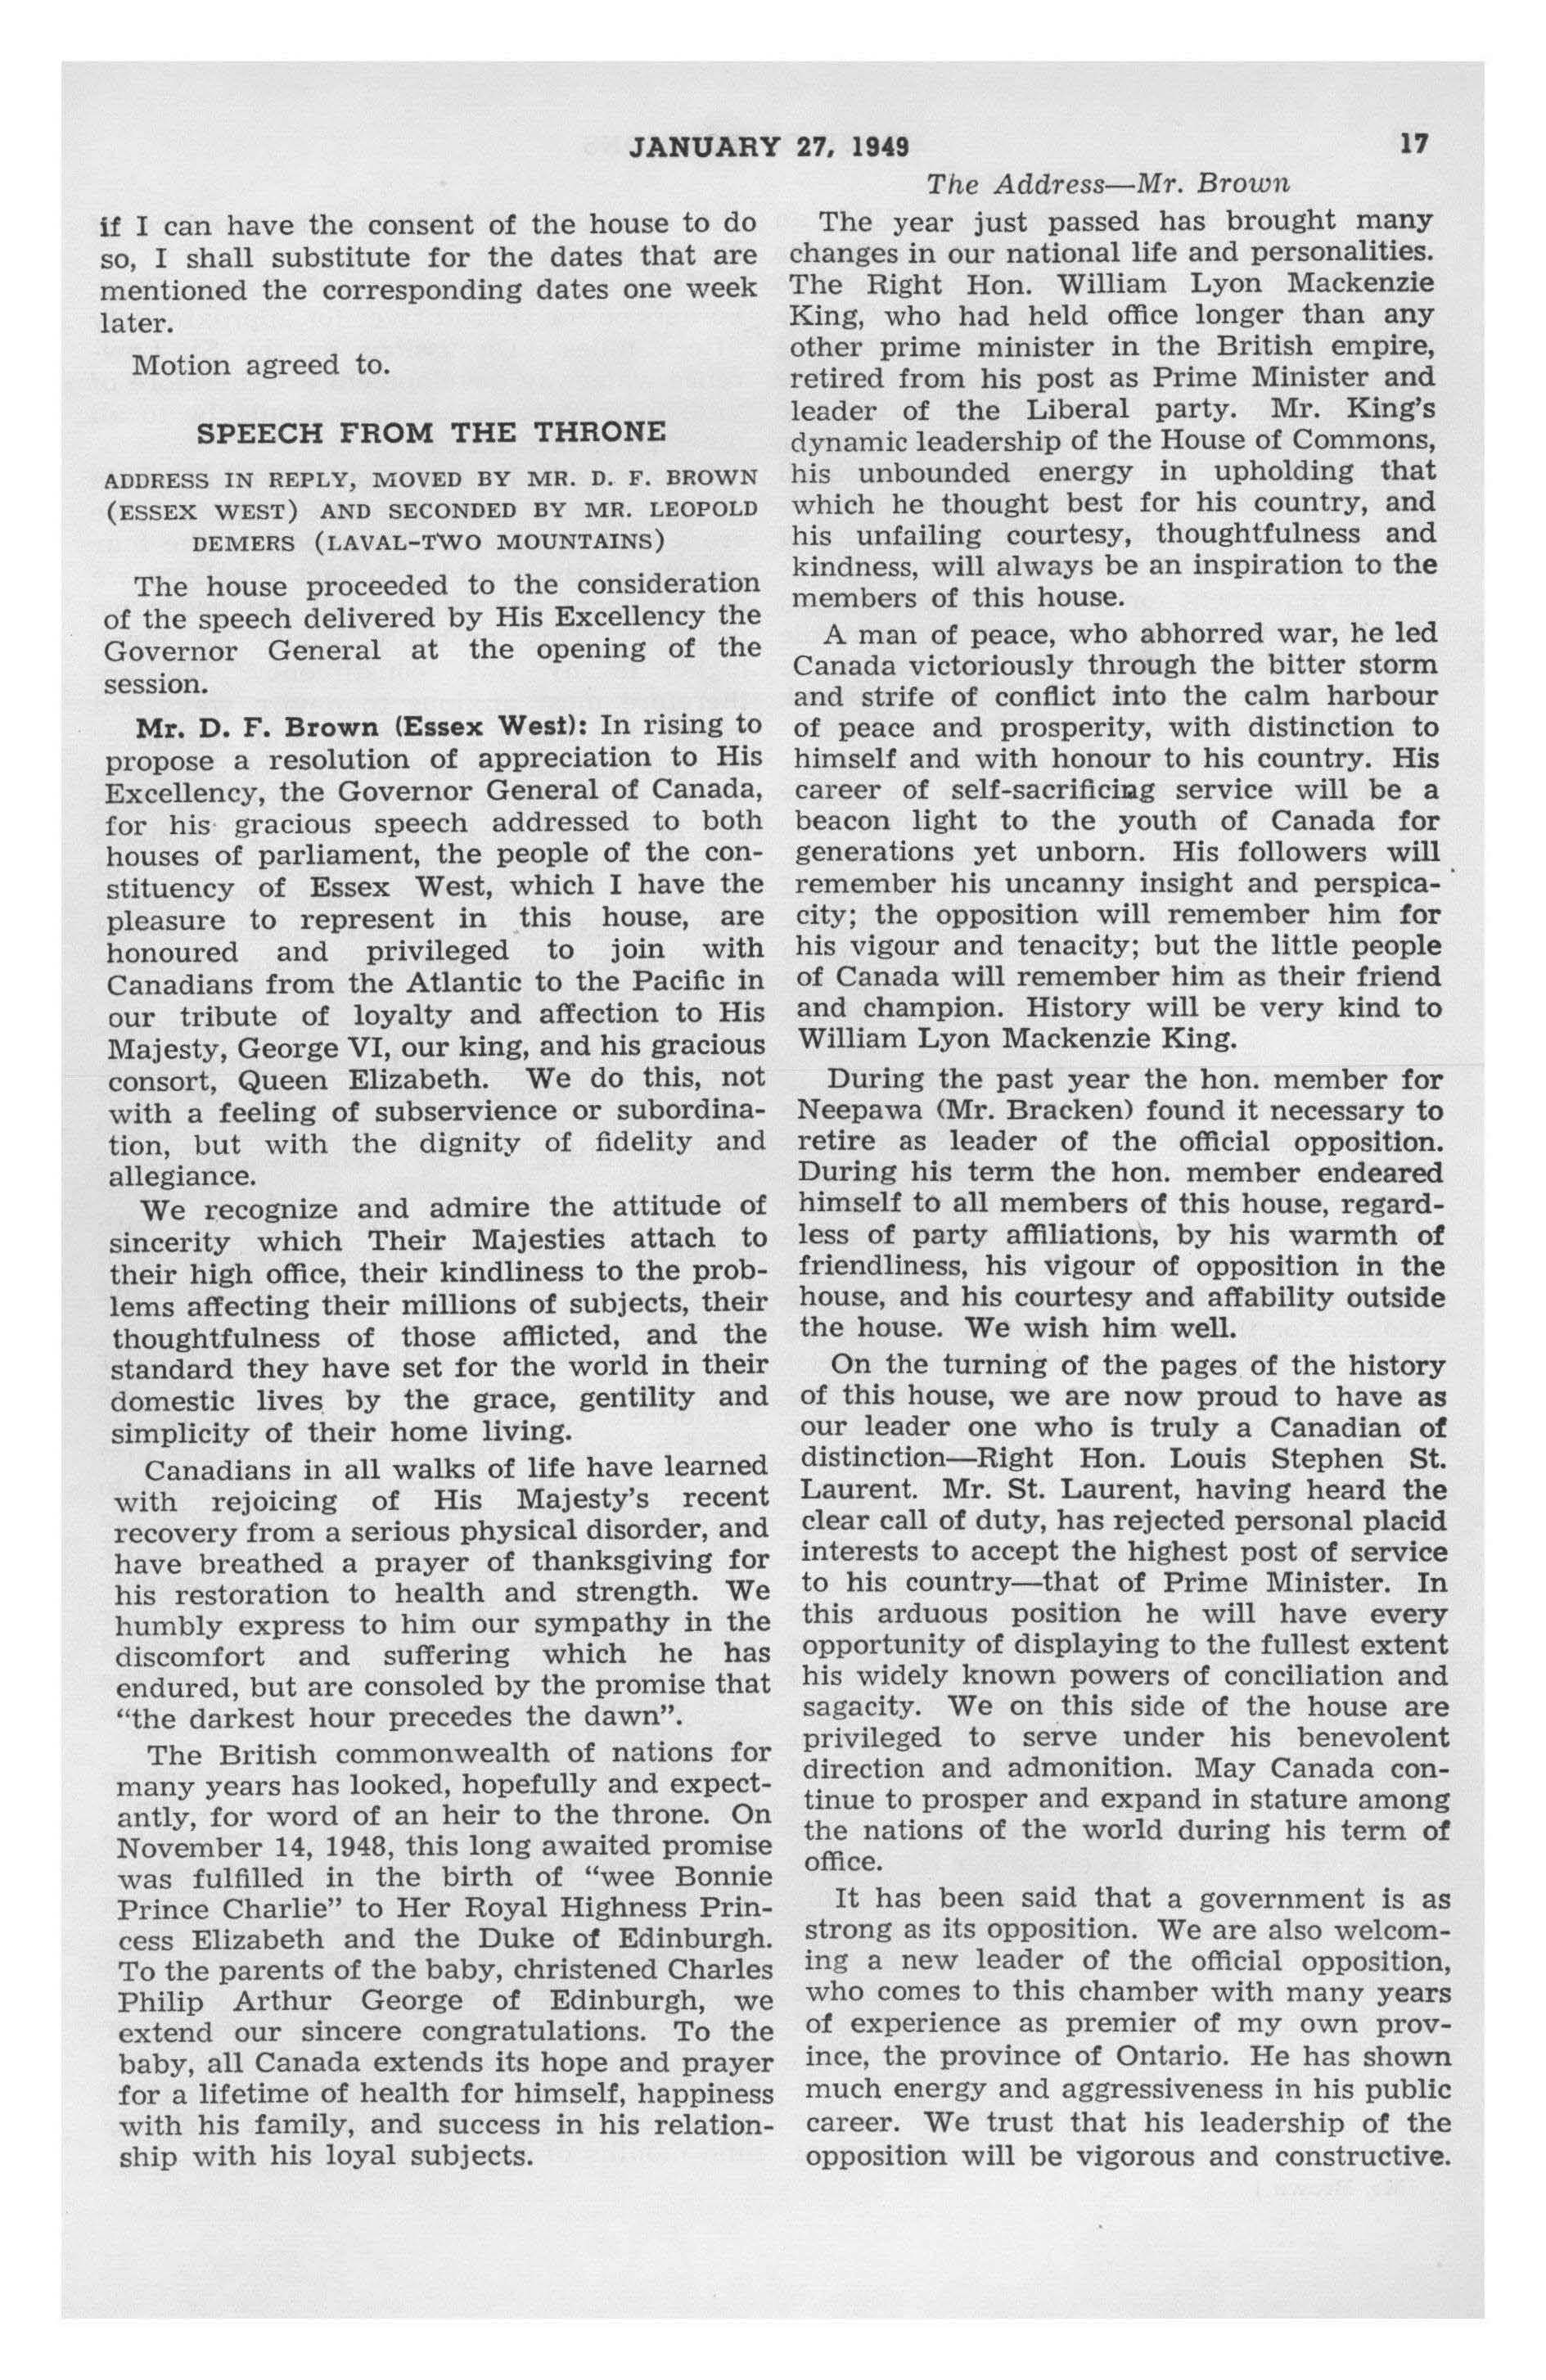 JANUARY 27, 1949
17
The Address—Mr. Brown
if I can have the consent of the house to do
so, I shall substitute for the dates that are
mentioned the corresponding dates one week
later.
Motion agreed to.
SPEECH FROM THE THRONE
ADDRESS IN REPLY, MOVED BY MR. D. F. BROWN
(ESSEX WEST) AND SECONDED BY MR. LEOPOLD
DEMERS (LAVAL-TWO MOUNTAINS)
The house proceeded to the consideration
of the speech delivered by His Excellency the
Governor General at the opening of the
session.
Mr. D. F. Brown (Essex West): In rising to
propose a resolution of appreciation to His
Excellency, the Governor General of Canada,
for his gracious speech addressed to both
houses of parliament, the people of the con-
stituency of Essex West, which I have the
pleasure to represent in this house, are
honoured and privileged to join with
Canadians from the Atlantic to the Pacific in
our tribute of loyalty and affection to His
Majesty, George VI, our king, and his gracious
consort, Queen Elizabeth. We do this, not
with a feeling of subservience or subordina-
tion, but with the dignity of fidelity and
allegiance.
We recognize and admire the attitude of
sincerity which Their Majesties attach to
their high office, their kindliness to the prob-
lems affecting their millions of subjects, their
thoughtfulness of those afflicted, and the
standard they have set for the world in their
domestic lives by the grace, gentility and
simplicity of their home living.
Canadians in all walks of life have learned
with rejoicing of His Majesty's recent
recovery from a serious physical disorder, and
have breathed a prayer of thanksgiving for
his restoration to health and strength. We
humbly express to him our sympathy in the
discomfort and suffering which he has
endured, but are consoled by the promise that
"the darkest hour precedes the dawn".
The British commonwealth of nations for
many years has looked, hopefully and expect-
antly, for word of an heir to the throne. On
November 14, 1948, this long awaited promise
was fulfilled in the birth of "wee Bonnie
Prince Charlie" to Her Royal Highness Prin-
cess Elizabeth and the Duke of Edinburgh.
To the parents of the baby, christened Charles
Philip Arthur George of Edinburgh, we
extend our sincere congratulations. To the
baby, all Canada extends its hope and prayer
for a lifetime of health for himself, happiness
with his family, and success in his relation-
ship with his loyal subjects.
The year just passed has brought many
changes in our national life and personalities.
The Right Hon. William Lyon Mackenzie
King, who had held office longer than any
other prime minister in the British empire,
retired from his post as Prime Minister and
leader of the Liberal party. Mr. King's
dynamic leadership of the House of Commons,
his unbounded energy in upholding that
which he thought best for his country, and
his unfailing courtesy, thoughtfulness and
kindness, will always be an inspiration to the
members of this house.
A man of peace, who abhorred war, he led
Canada victoriously through the bitter storm
and strife of conflict into the calm harbour
of peace and prosperity, with distinction to
himself and with honour to his country. His
career of self-sacrificing service will be a
beacon light to the youth of Canada for
generations yet unborn. His followers will
remember his uncanny insight and perspica-
city; the opposition will remember him for
his vigour and tenacity; but the little people
of Canada will remember him as their friend
and champion. History will be very kind to
William Lyon Mackenzie King.
During the past year the hon. member for
Neepawa (Mr. Bracken) found it necessary to
retire as leader of the official opposition.
During his term the hon. member endeared
himself to all members of this house, regard-
less of party affiliations, by his warmth of
friendliness, his vigour of opposition in the
house, and his courtesy and affability outside
the house. We wish him well.
On the turning of the pages of the history
of this house, we are now proud to have as
our leader one who is truly a Canadian of
distinction—Right Hon. Louis Stephen St.
Laurent. Mr. St. Laurent, having heard the
clear call of duty, has rejected personal placid
interests to accept the highest post of service
to his country—that of Prime Minister. In
this arduous position he will have every
opportunity of displaying to the fullest extent
his widely known powers of conciliation and
sagacity. We on this side of the house are
privileged to serve under his benevolent
direction and admonition. May Canada con-
tinue to prosper and expand in stature among
the nations of the world during his term of
office.
It has been said that a government is as
strong as its opposition. We are also welcom-
ing a new leader of the official opposition,
who comes to this chamber with many years
of experience as premier of my own prov-
ince, the province of Ontario. He has shown
much energy and aggressiveness in his public
career. We trust that his leadership of the
opposition will be vigorous and constructive.